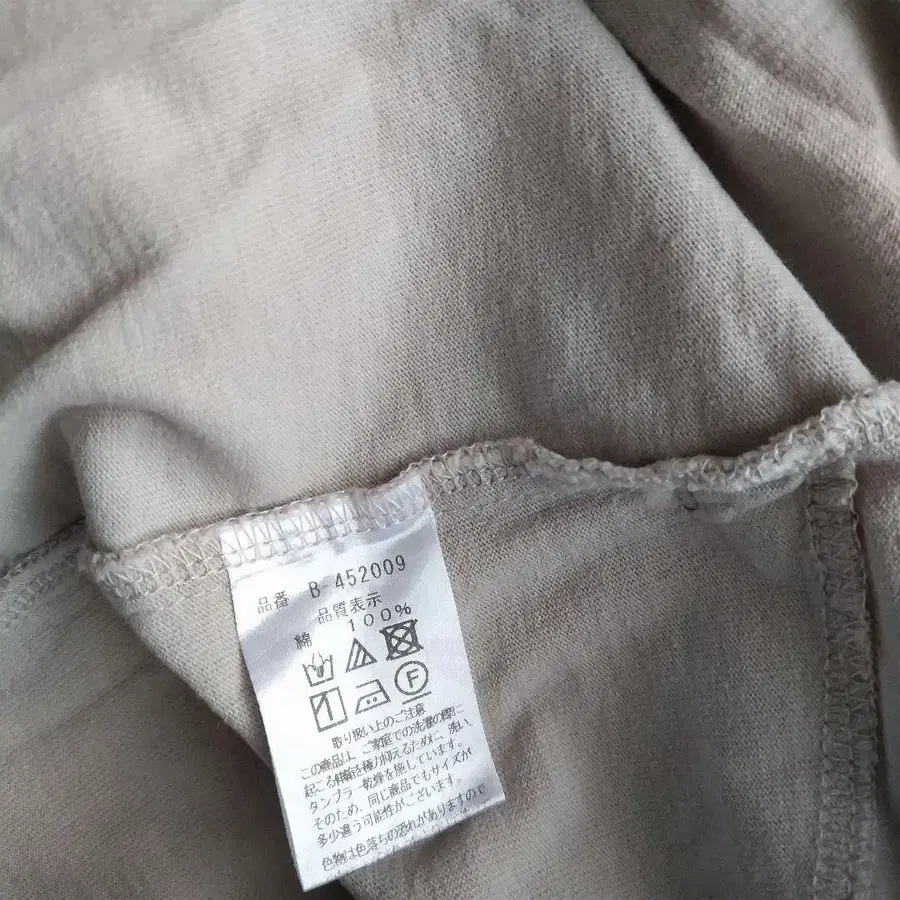 品番 B-452009
品質表示
綿 100%
F
取り扱い上のご注意
この商品は、ご家庭での洗濯の際に
起こる伸縮を極力抑えるために、洗い、
タンブラー乾燥を施しています。
そのため、同じ商品でもサイズが
多少違う可能性がございます。
色物は色落ちの恐れがありますので